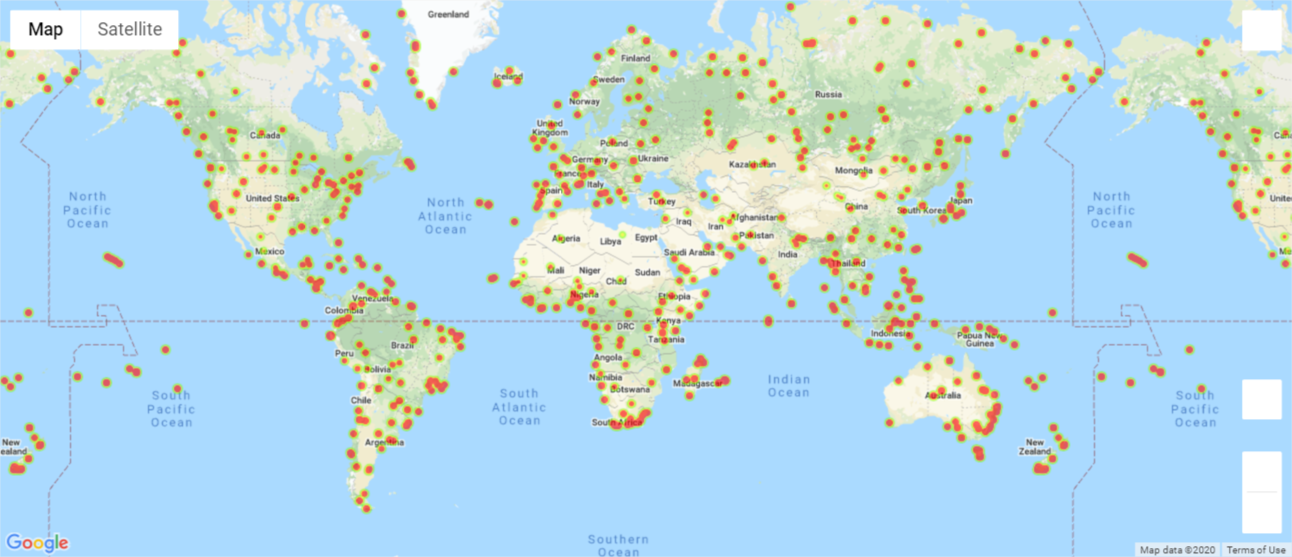 Map
Satellite
Greenland
Iceland
Finland
Sweden
Norway
Russia
United
Kingdom
Canada
Poland
Germany
Ukraine
France
Kazakhstan
Mongolia
Italy
Spain
North
Pacific
Ocean
United States
North
Atlantic
Ocean
Turkey
China
Japan
South Korea
North
Pacific
Ocean
Iraq
Iran
Afghanistan
Pakistan
Algeria
Libya
Egypt
Mexico
Saudi Arabia
India
Mali
Niger
Chad
Sudan
Thailand
Nigeria
Ethiopia
Venezuela
Colombia
Kenya
DRC
Tanzania
Indonesia
Papua New
Guinea
Brazil
Peru
Angola
Bolivia
Namibia
Botswana
Madagascar
Indian
Ocean
Australia
South
Pacific
Ocean
Chile
South
Atlantic
Ocean
South Africa
South
Pacific
Ocean
Argentina
New
ealand
New
Zealand
Southern
Ocean
Google
Map data ©2020
Terms of Use